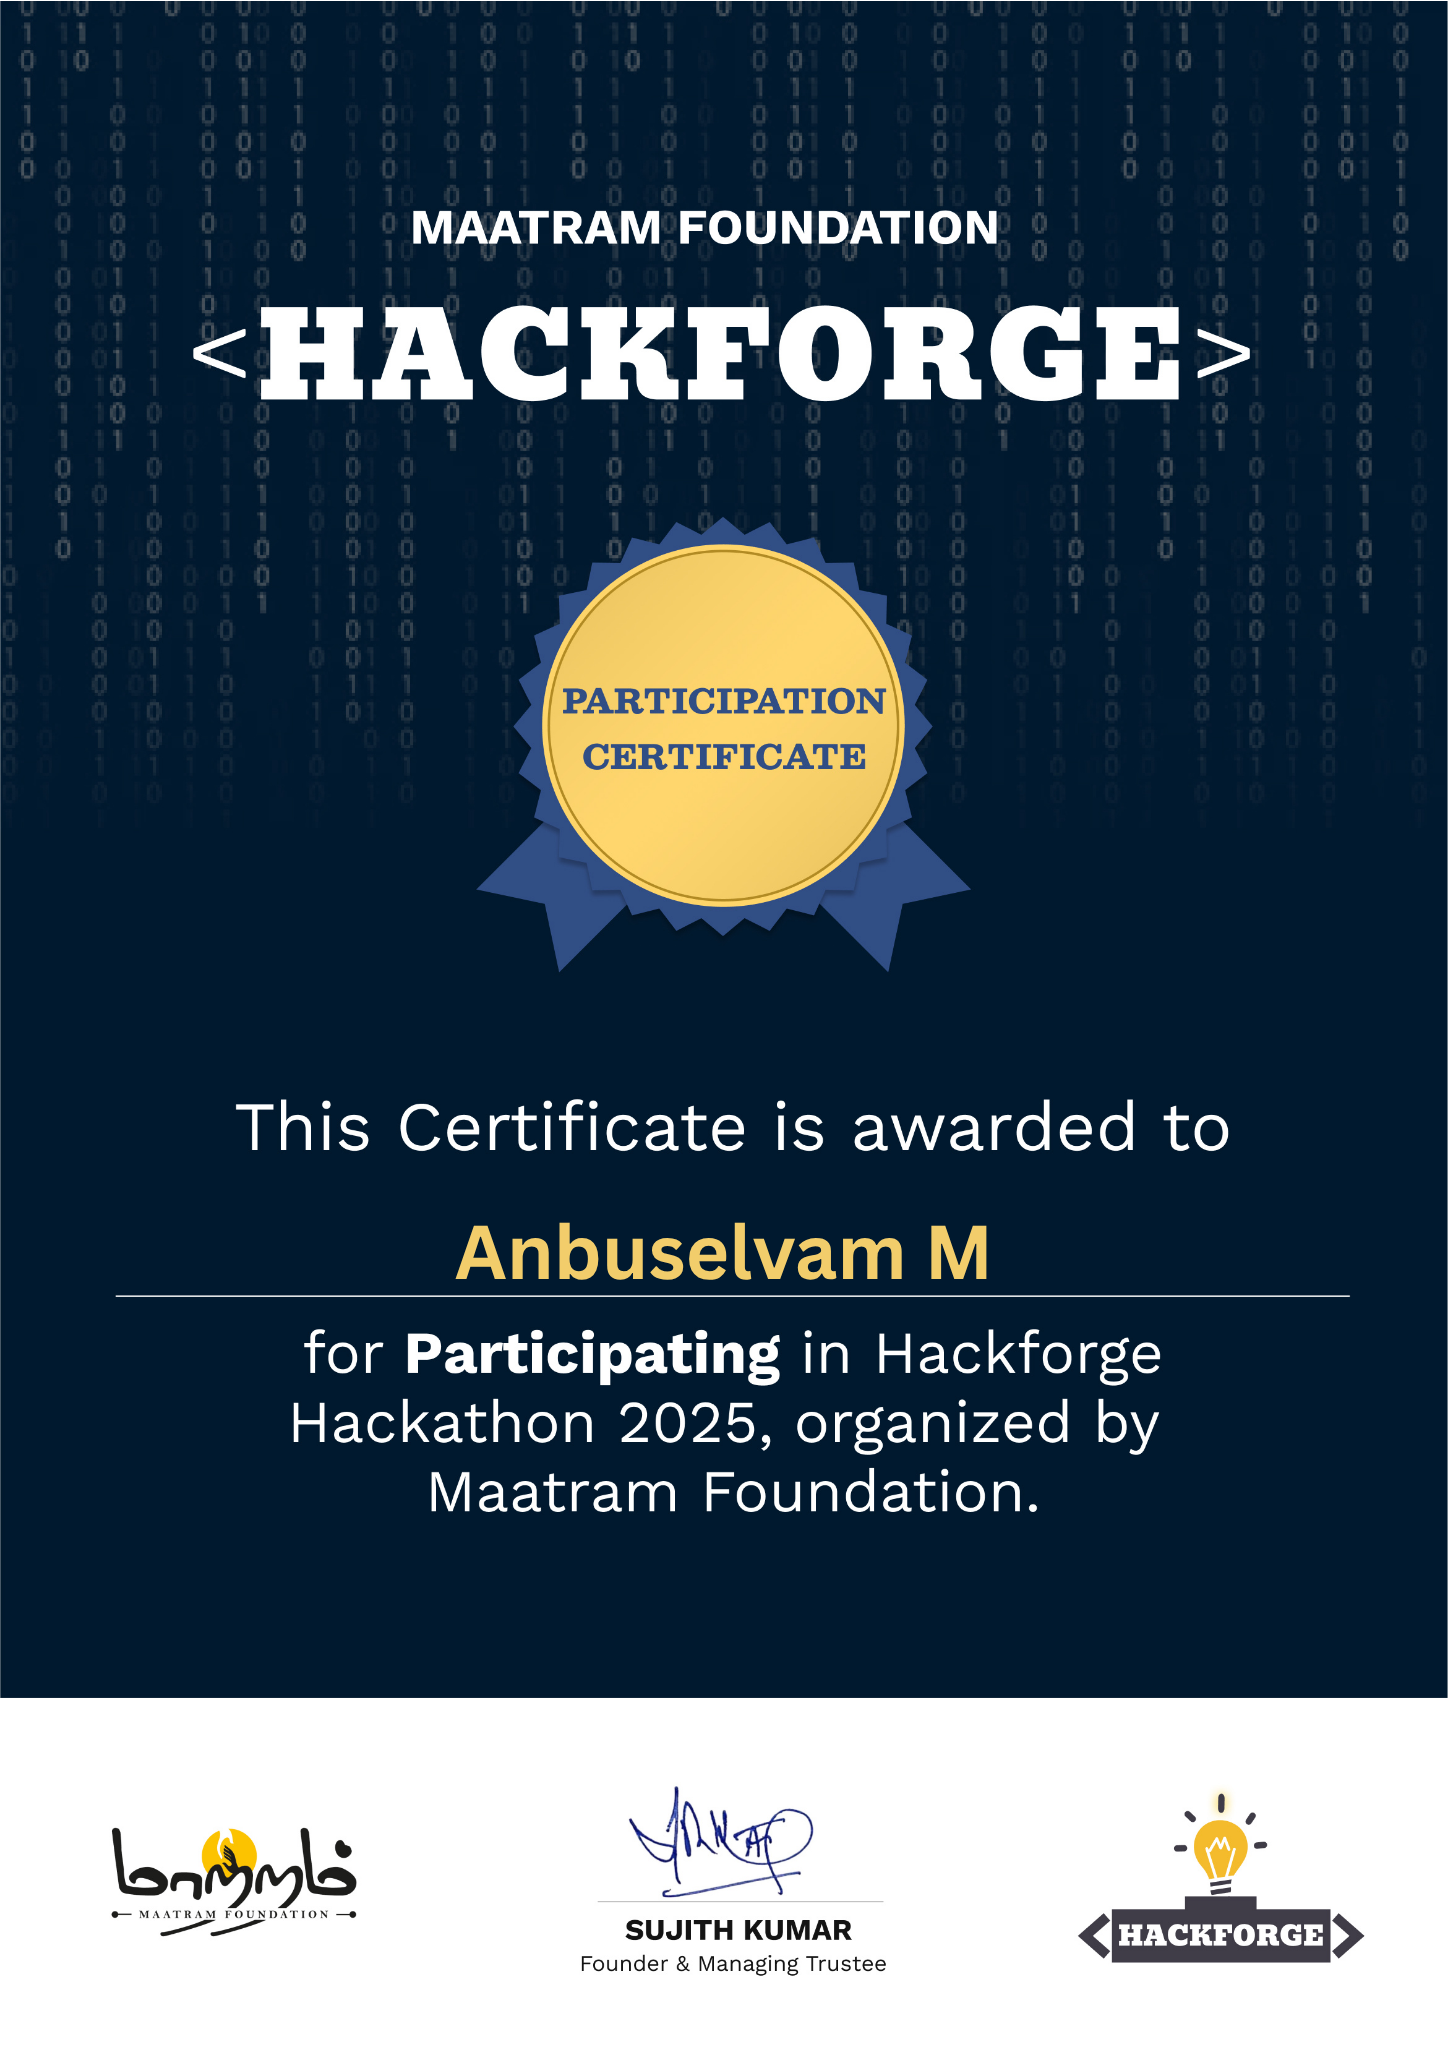 MAATRAM FOUNDATION
<HACKFORGE>
PARTICIPATION
CERTIFICATE
This Certificate is awarded to
Anbuselvam M
for Participating in Hackforge
Hackathon 2025, organized by
Maatram Foundation.
மாற்றம்
MAATRAM FOUNDATION
SUJITH KUMAR
Founder & Managing Trustee
<HACKFORGE>